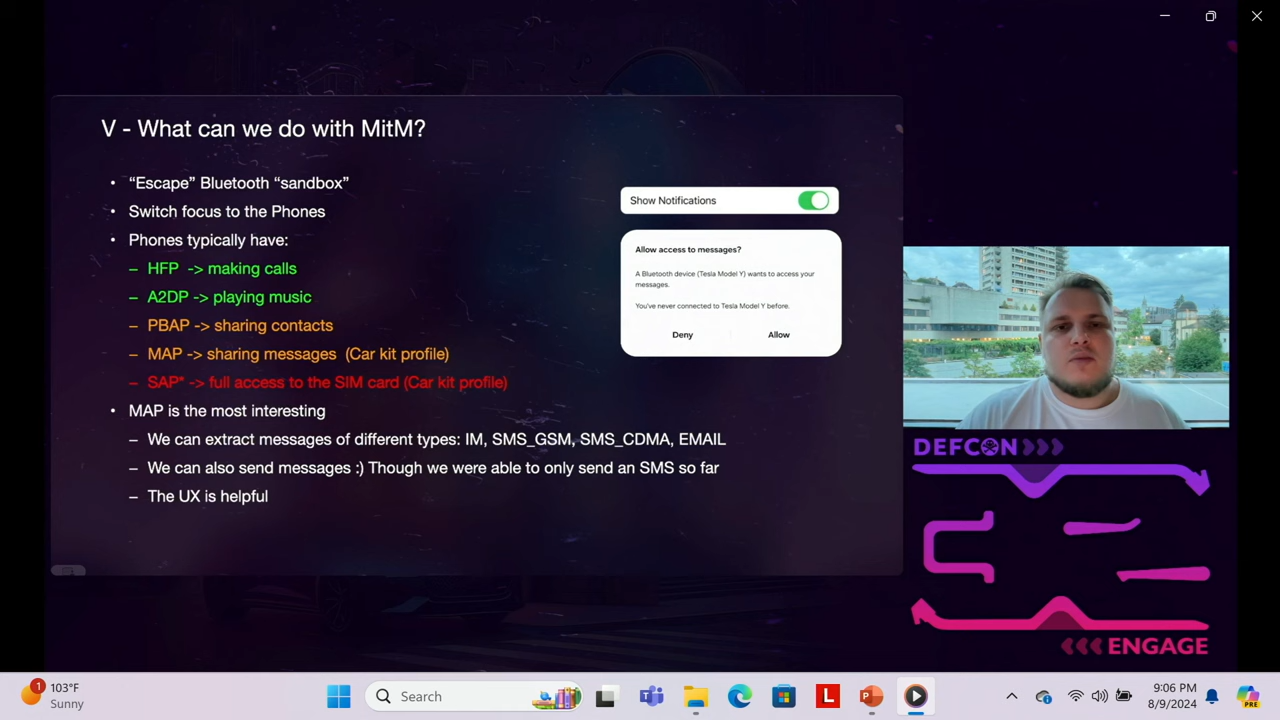 V - What can we do with MitM?
• “Escape” Bluetooth “sandbox”
• Switch focus to the Phones
• Phones typically have:
– HFP -> making calls
– A2DP -> playing music
– PBAP -> sharing contacts
– MAP -> sharing messages (Car kit profile)
– SAP* -> full access to the SIM card (Car kit profile)
• MAP is the most interesting
– We can extract messages of different types: IM, SMS_GSM, SMS_CDMA, EMAIL
– We can also send messages :) Though we were able to only send an SMS so far
– The UX is helpful
Show Notifications
Allow access to messages?
A Bluetooth device (Tesla Model Y) wants to access your
messages.
You've never connected to Tesla Model Y before.
Deny Allow
DEFCON
ENGAGE
1
103°F
Sunny
Search
L
P
9:06 PM
8/9/2024
PRE